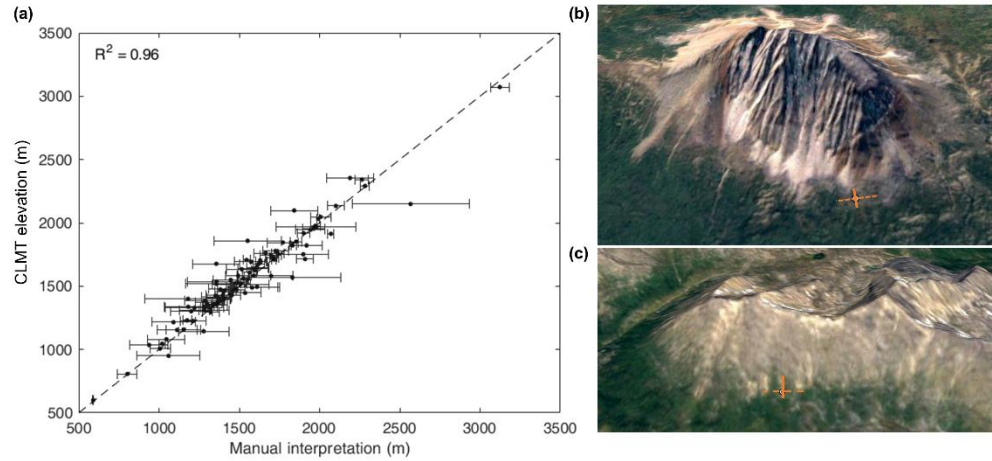 (a)
R² = 0.96
3500
3000
2500
2000
1500
1000
500
CLMT elevation (m)
500 1000 1500 2000 2500 3000 3500
Manual interpretation (m)
(b)
(c)